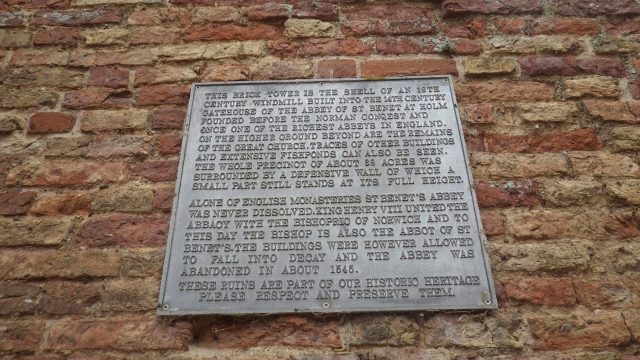 THIS BRICK TOWER IS THE SHELL OF AN 18TH
CENTURY WINDMILL BUILT INTO THE 14TH CENTURY
GATEHOUSE OF THE ABBEY OF ST BENET AT HOLM
FOUNDED BEFORE THE NORMAN CONQEST AND
ONCE ONE OF THE RICHEST ABBEYS IN ENGLAND.
ON THE HIGHER GROUND BEYOND ARE THE REMAINS
OF THE GREAT CHURCH. TRACES OF OTHER BUILDINGS
AND EXTENSIVE FISHPONDS CAN ALSO BE SEEN.
THE WHOLE PRECINCT OF ABOUT 38 ACRES WAS
SURROUNDED BY A DEFENSIVE WALL OF WHICH A
SMALL PART STILL STANDS AT ITS FULL HEIGHT.
ALONE OF ENGLISH MONASTERIES ST BENET'S ABBEY
WAS NEVER DISSOLVED. KING HENRY VIII UNITED THE
ABBACY WITH THE BISHOPRIC OF NORWICH AND TO
THIS DAY THE BISHOP IS ALSO THE ABBOT OF ST
BENET'S. THE BUILDINGS WERE HOWEVER ALLOWED
TO FALL INTO DECAY AND THE ABBEY WAS
ABANDONED IN ABOUT 1545.
THESE RUINS ARE PART OF OUR HISTORIC HERITAGE
PLEASE RESPECT AND PRESERVE THEM.